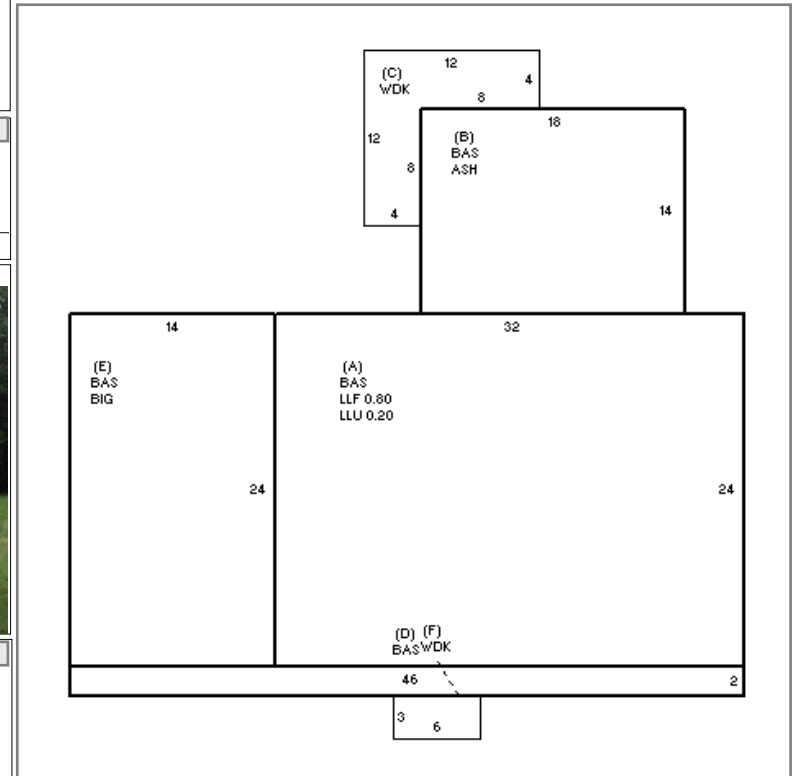 12
(C)
WDK
4
8
12
8
4
18
(B)
BAS
ASH
14
14
32
(E)
BAS
BIG
(A)
BAS
LLF 0.80
LLU 0.20
24
24
(D) (F)
BAS WDK
46
2
3
6